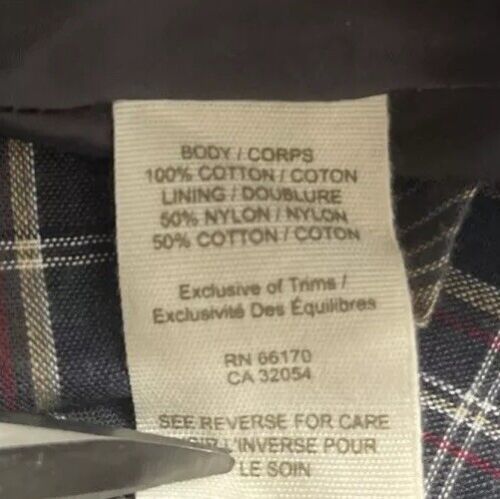 BODY / CORPS
100% COTTON / COTON
LINING / DOUBLURE
50% NYLON / NYLON
50% COTTON / COTON
Exclusive of Trims /
Exclusivité Des Équilibres
RN 66170
CA 32054
SEE REVERSE FOR CARE
L'INVERSE POUR
LE SOIN